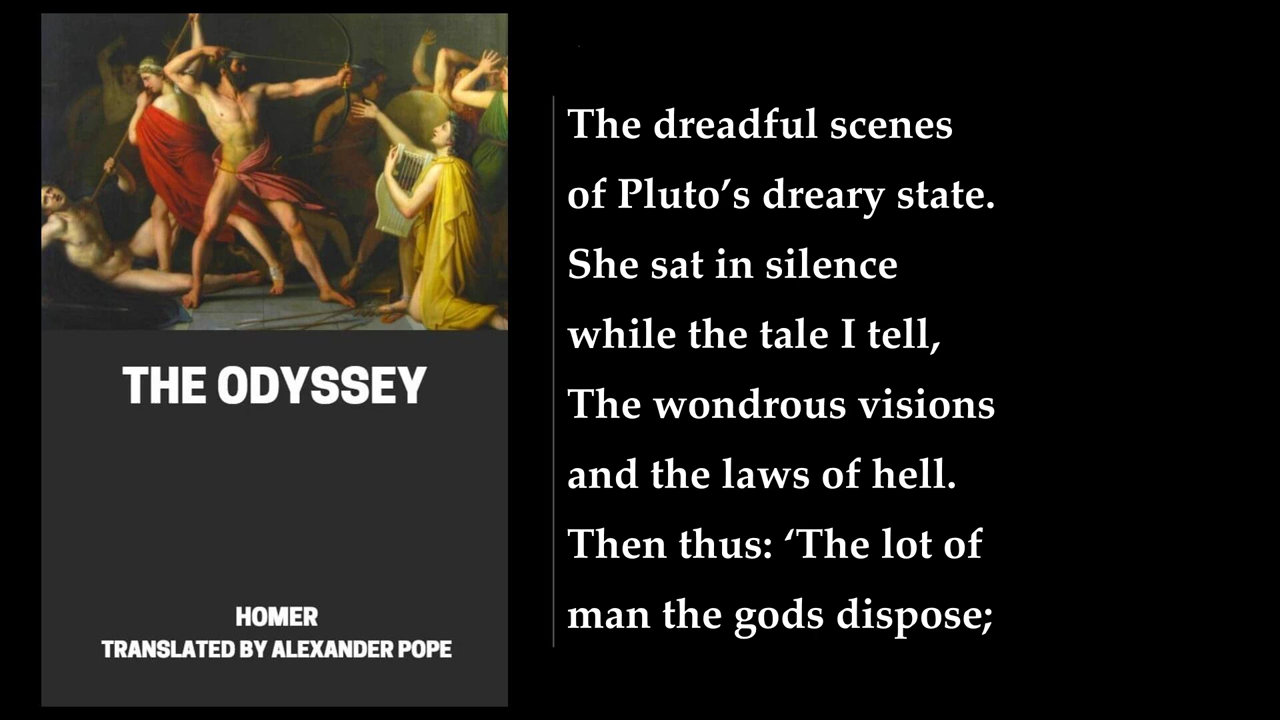 THE ODYSSEY
HOMER
TRANSLATED BY ALEXANDER POPE
The dreadful scenes
of Pluto’s dreary state.
She sat in silence
while the tale I tell,
The wondrous visions
and the laws of hell.
Then thus: ‘The lot of
man the gods dispose;